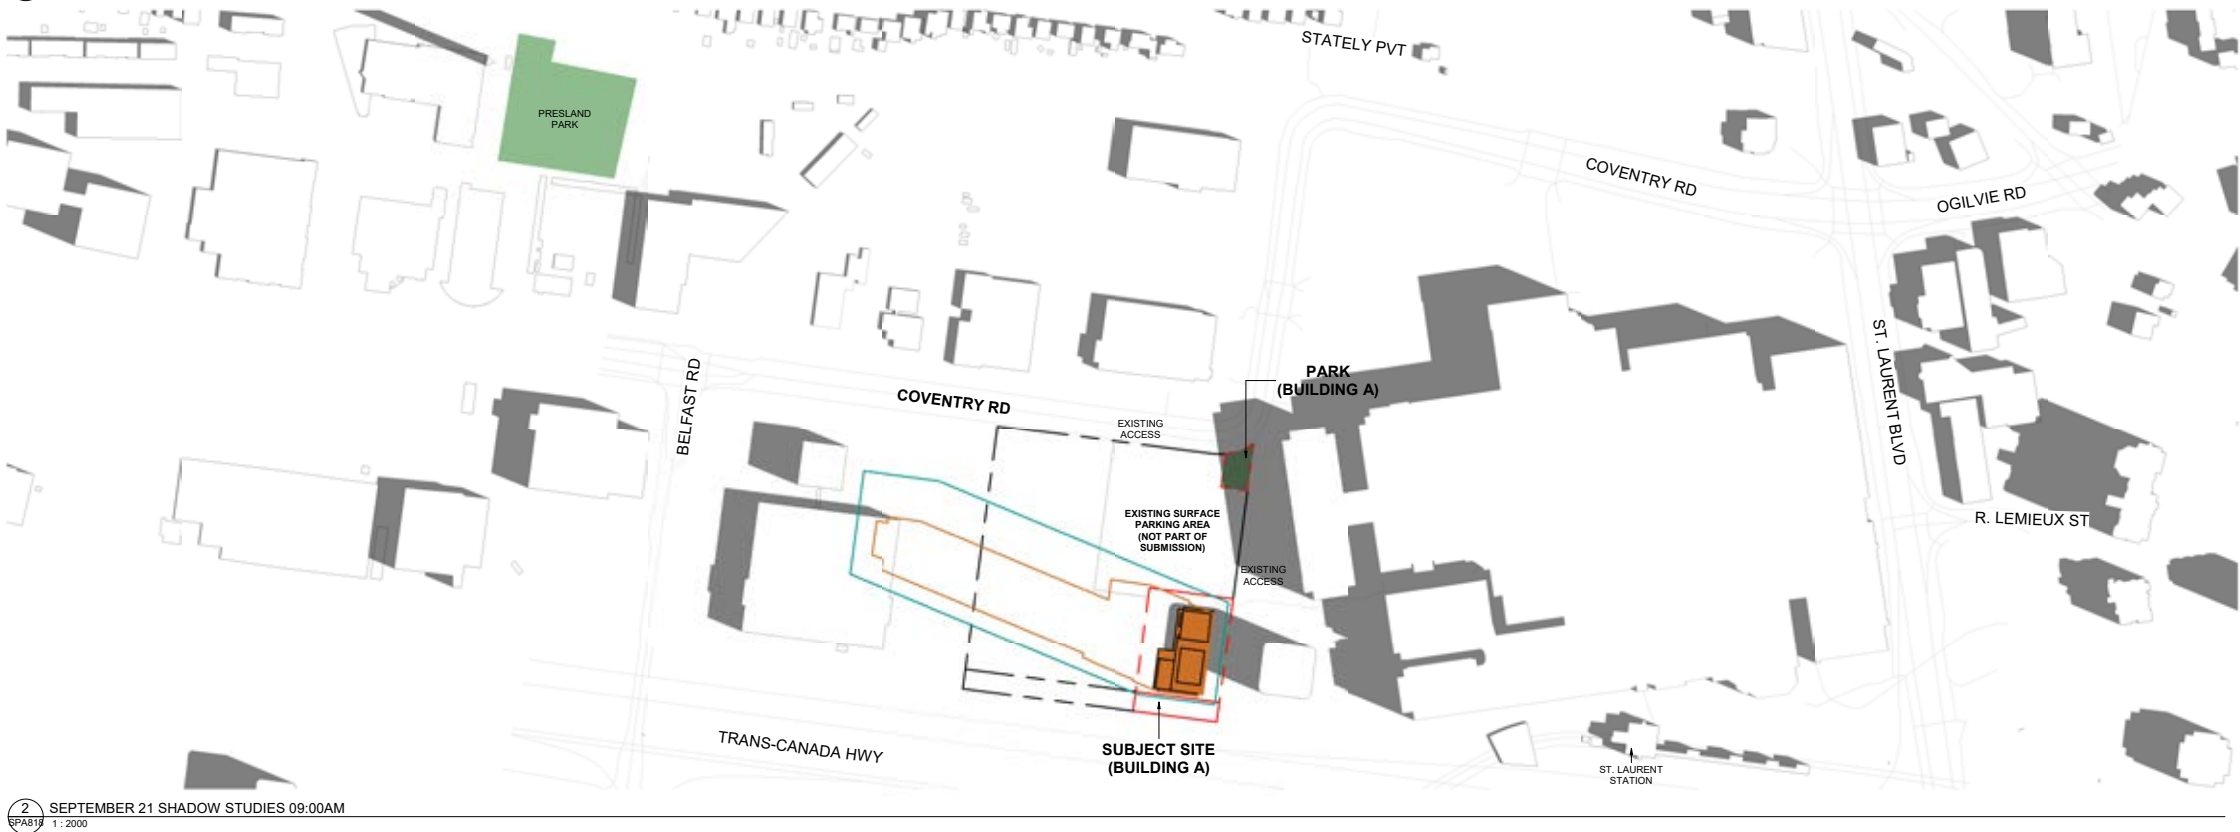 STATELY PVT
PRESLAND
PARK
COVENTRY RD
OGILVIE RD
ST. LAURENT BLVD
BELFAST RD
PARK
(BUILDING A)
COVENTRY RD
EXISTING
ACCESS
EXISTING SURFACE
PARKING AREA
(NOT PART OF
SUBMISSION)
R. LEMIEUX ST
EXISTING
ACCESS
TRANS-CANADA HWY
SUBJECT SITE
(BUILDING A)
ST. LAURENT
STATION
2
SPA818
SEPTEMBER 21 SHADOW STUDIES 09:00AM
1 : 2000